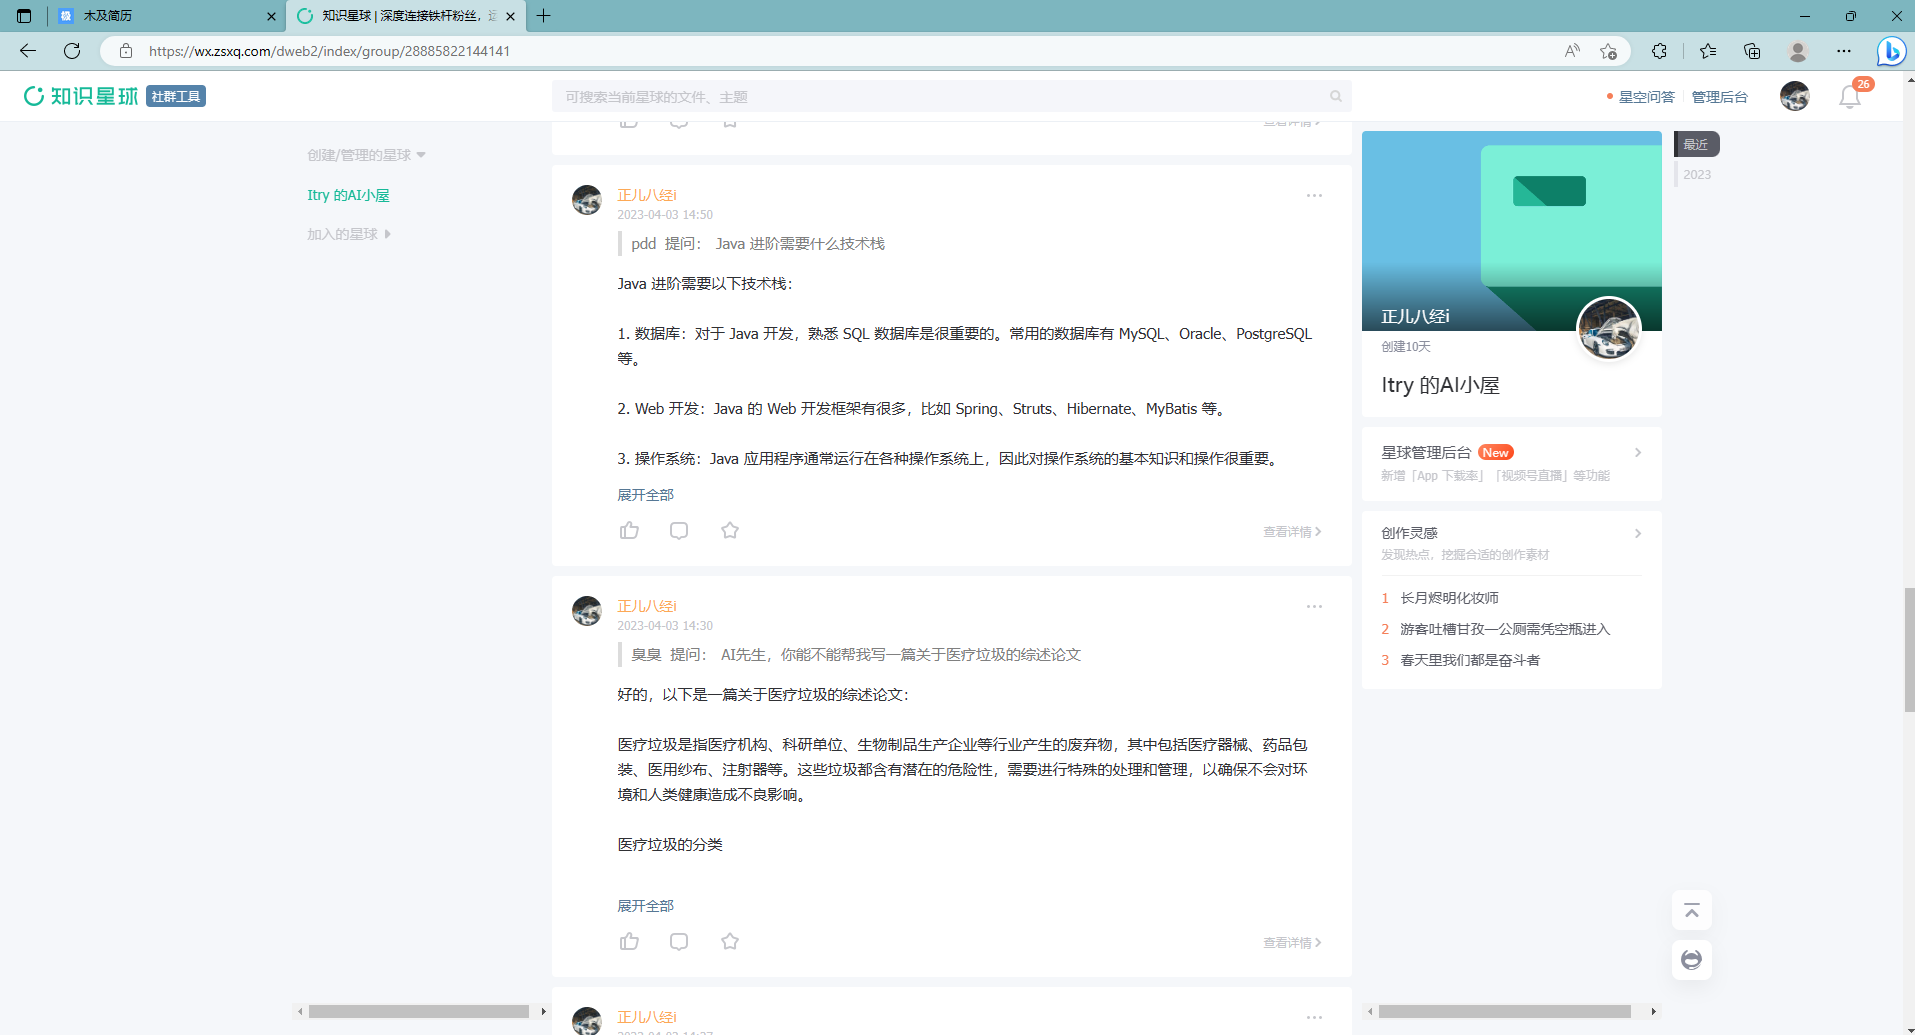 木及简历
知识星球 | 深度连接铁杆粉丝，运
https://wx.zsxq.com/dweb2/index/group/28885822144141
知识星球 社群工具
可搜索当前星球的文件、主题
星空问答 管理后台
26
查看详情
创建/管理的星球
Itry 的AI小屋
加入的星球
正儿八经i
2023-04-03 14:50
pdd 提问： Java 进阶需要什么技术栈
Java 进阶需要以下技术栈：
1. 数据库：对于 Java 开发，熟悉 SQL 数据库是很重要的。常用的数据库有 MySQL、Oracle、PostgreSQL
等。
2. Web 开发：Java 的 Web 开发框架有很多，比如 Spring、Struts、Hibernate、MyBatis 等。
3. 操作系统：Java 应用程序通常运行在各种操作系统上，因此对操作系统的基本知识和操作很重要。
展开全部
查看详情
正儿八经i
2023-04-03 14:30
臭臭 提问： AI先生，你能不能帮我写一篇关于医疗垃圾的综述论文
好的，以下是一篇关于医疗垃圾的综述论文：
医疗垃圾是指医疗机构、科研单位、生物制品生产企业等行业产生的废弃物，其中包括医疗器械、药品包
装、医用纱布、注射器等。这些垃圾都含有潜在的危险性，需要进行特殊的处理和管理，以确保不会对环
境和人类健康造成不良影响。
医疗垃圾的分类
展开全部
查看详情
正儿八经i
正儿八经i
创建10天
Itry 的AI小屋
星球管理后台 New
新增「App 下载率」「视频号直播」等功能
创作灵感
发现热点，挖掘合适的创作素材
1 长月烬明化妆师
2 游客吐槽甘孜一公厕需凭空瓶进入
3 春天里我们都是奋斗者
最近
2023